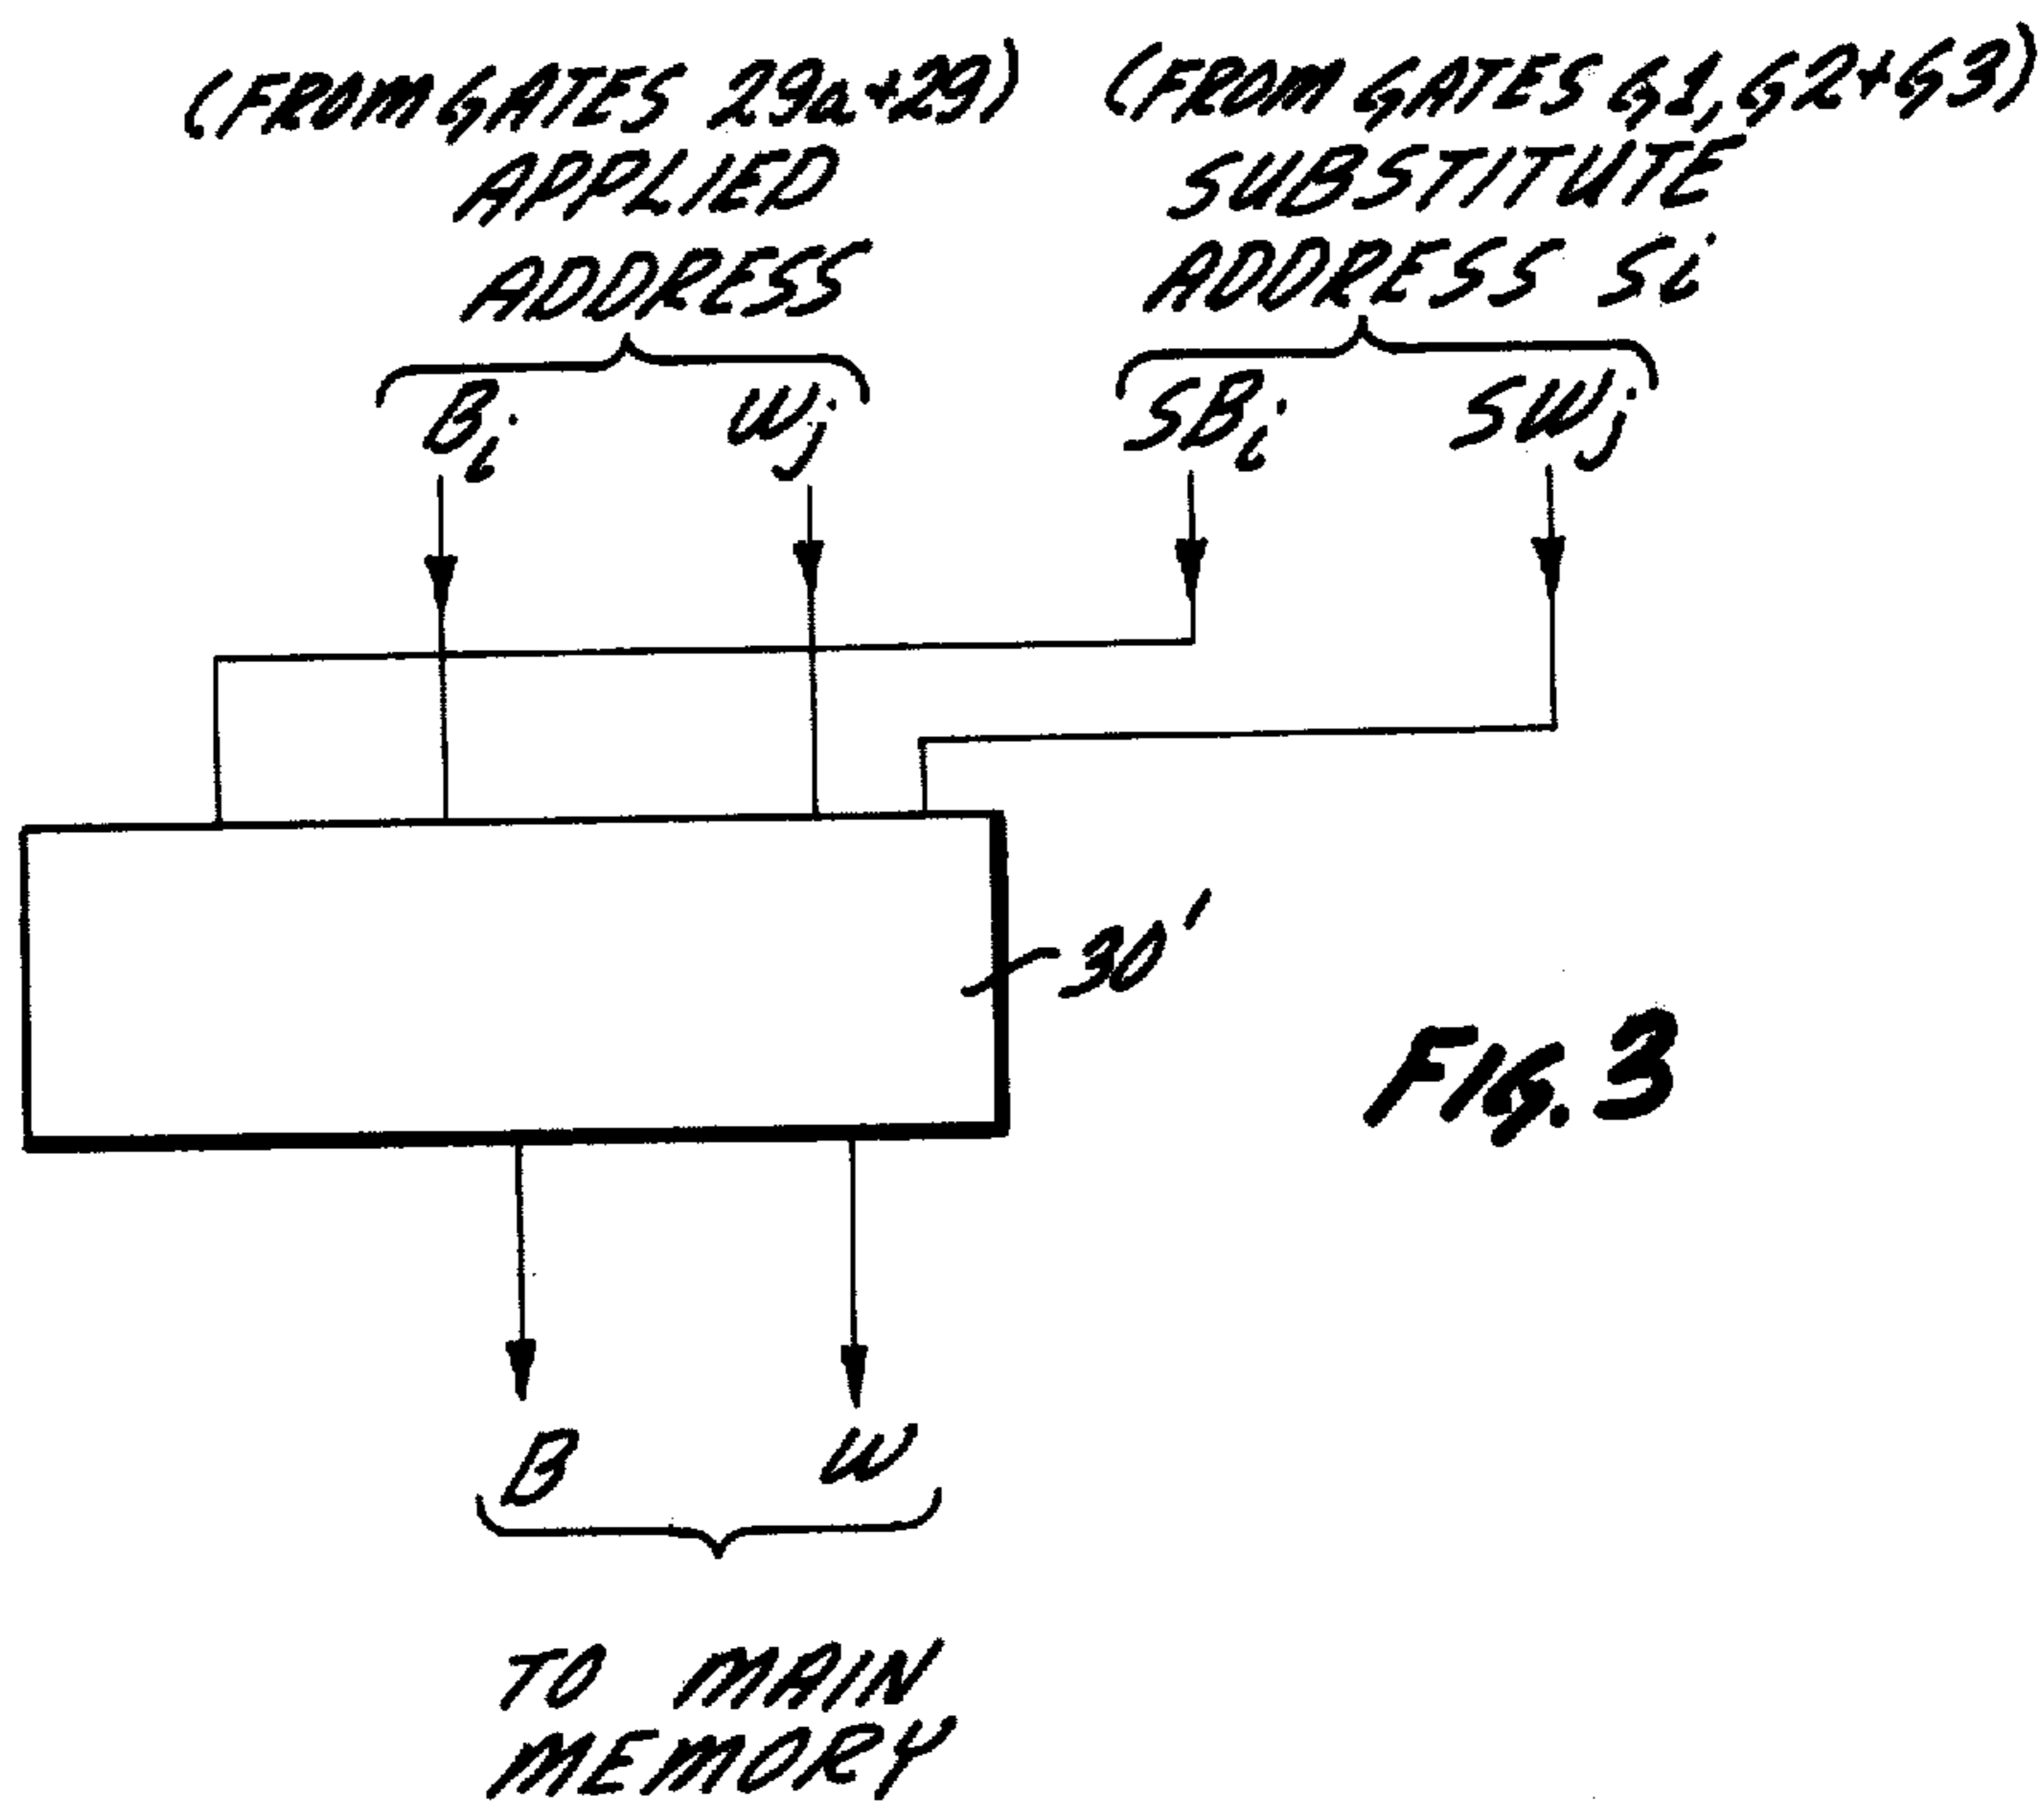 (FROM GATES 29a+29)
APPLIED
ADDRESS
Bi Wj
(FROM GATES G1, G2+G3)
SUBSTITUTE
ADDRESS Si
SBi SWj
30'
FIG. 3
B W
TO MAIN
MEMORY